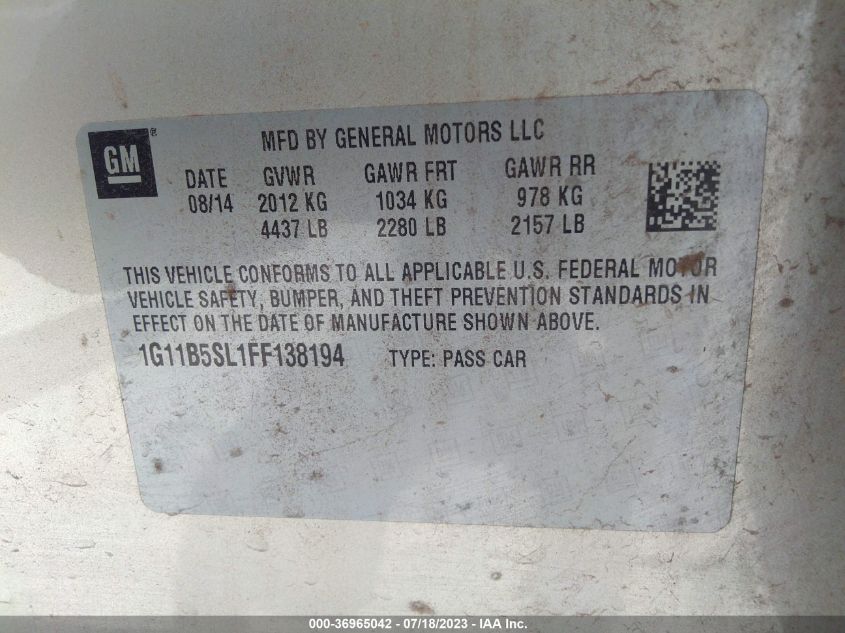 GM®
MFD BY GENERAL MOTORS LLC
DATE GVWR GAWR FRT GAWR RR
08/14 2012 KG 1034 KG 978 KG
4437 LB 2280 LB 2157 LB
THIS VEHICLE CONFORMS TO ALL APPLICABLE U.S. FEDERAL MOTOR
VEHICLE SAFETY, BUMPER, AND THEFT PREVENTION STANDARDS IN
EFFECT ON THE DATE OF MANUFACTURE SHOWN ABOVE.
1G11B5SL1FF138194 TYPE: PASS CAR
000-36965042 - 07/18/2023 - IAA Inc.